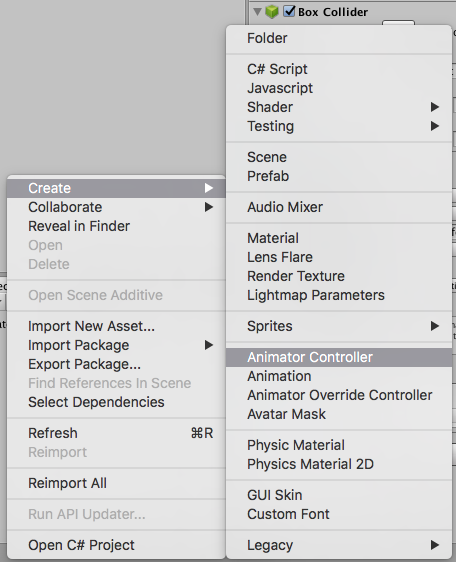 Box Collider
Folder
C# Script
Javascript
Shader
Testing
Scene
Prefab
Audio Mixer
Material
Lens Flare
Render Texture
Lightmap Parameters
Sprites
Animator Controller
Animation
Animator Override Controller
Avatar Mask
Physic Material
Physics Material 2D
GUI Skin
Custom Font
Legacy
Create
Collaborate
Reveal in Finder
Open
Delete
Open Scene Additive
Import New Asset...
Import Package
Export Package...
Find References In Scene
Select Dependencies
Refresh ⌘R
Reimport
Reimport All
Run API Updater...
Open C# Project